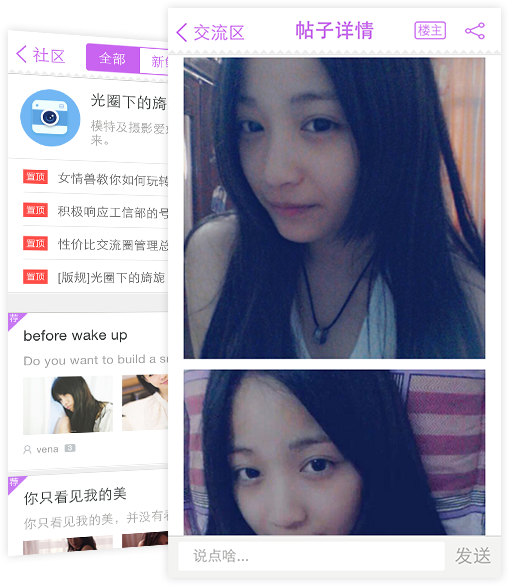 社区
全部
光圈下的旖
模特及摄影爱
来。
置顶 女情兽教你如何玩转
置顶 积极响应工信部的号
置顶 性价比交流圈管理总
置顶 [版规]光圈下的旖旎
荐
before wake up
Do you want to build a
vena 3
荐
你只看见我的美
你只看见我的美，并没有
交流区 帖子详情 楼主
说点啥... 发送